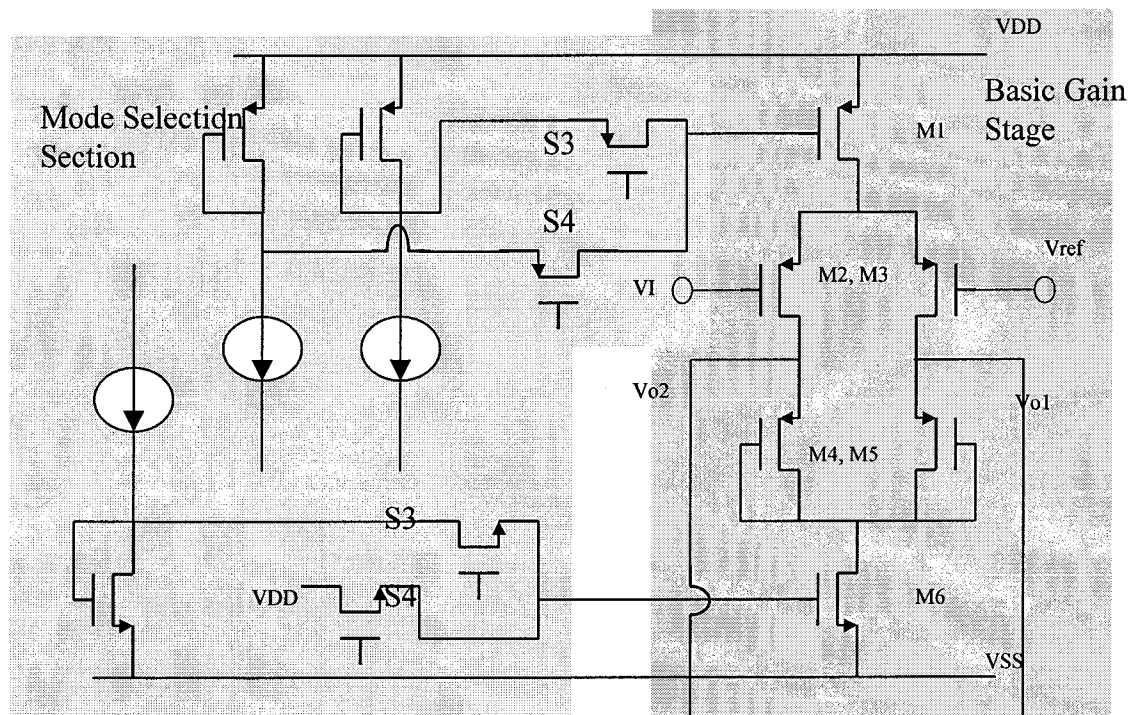 VDD
Basic Gain
Stage
Mode Selection
Section
M1
S3
S4
Vref
VI
M2, M3
Vo2
Vo1
M4, M5
S3
VDD
S4
M6
VSS